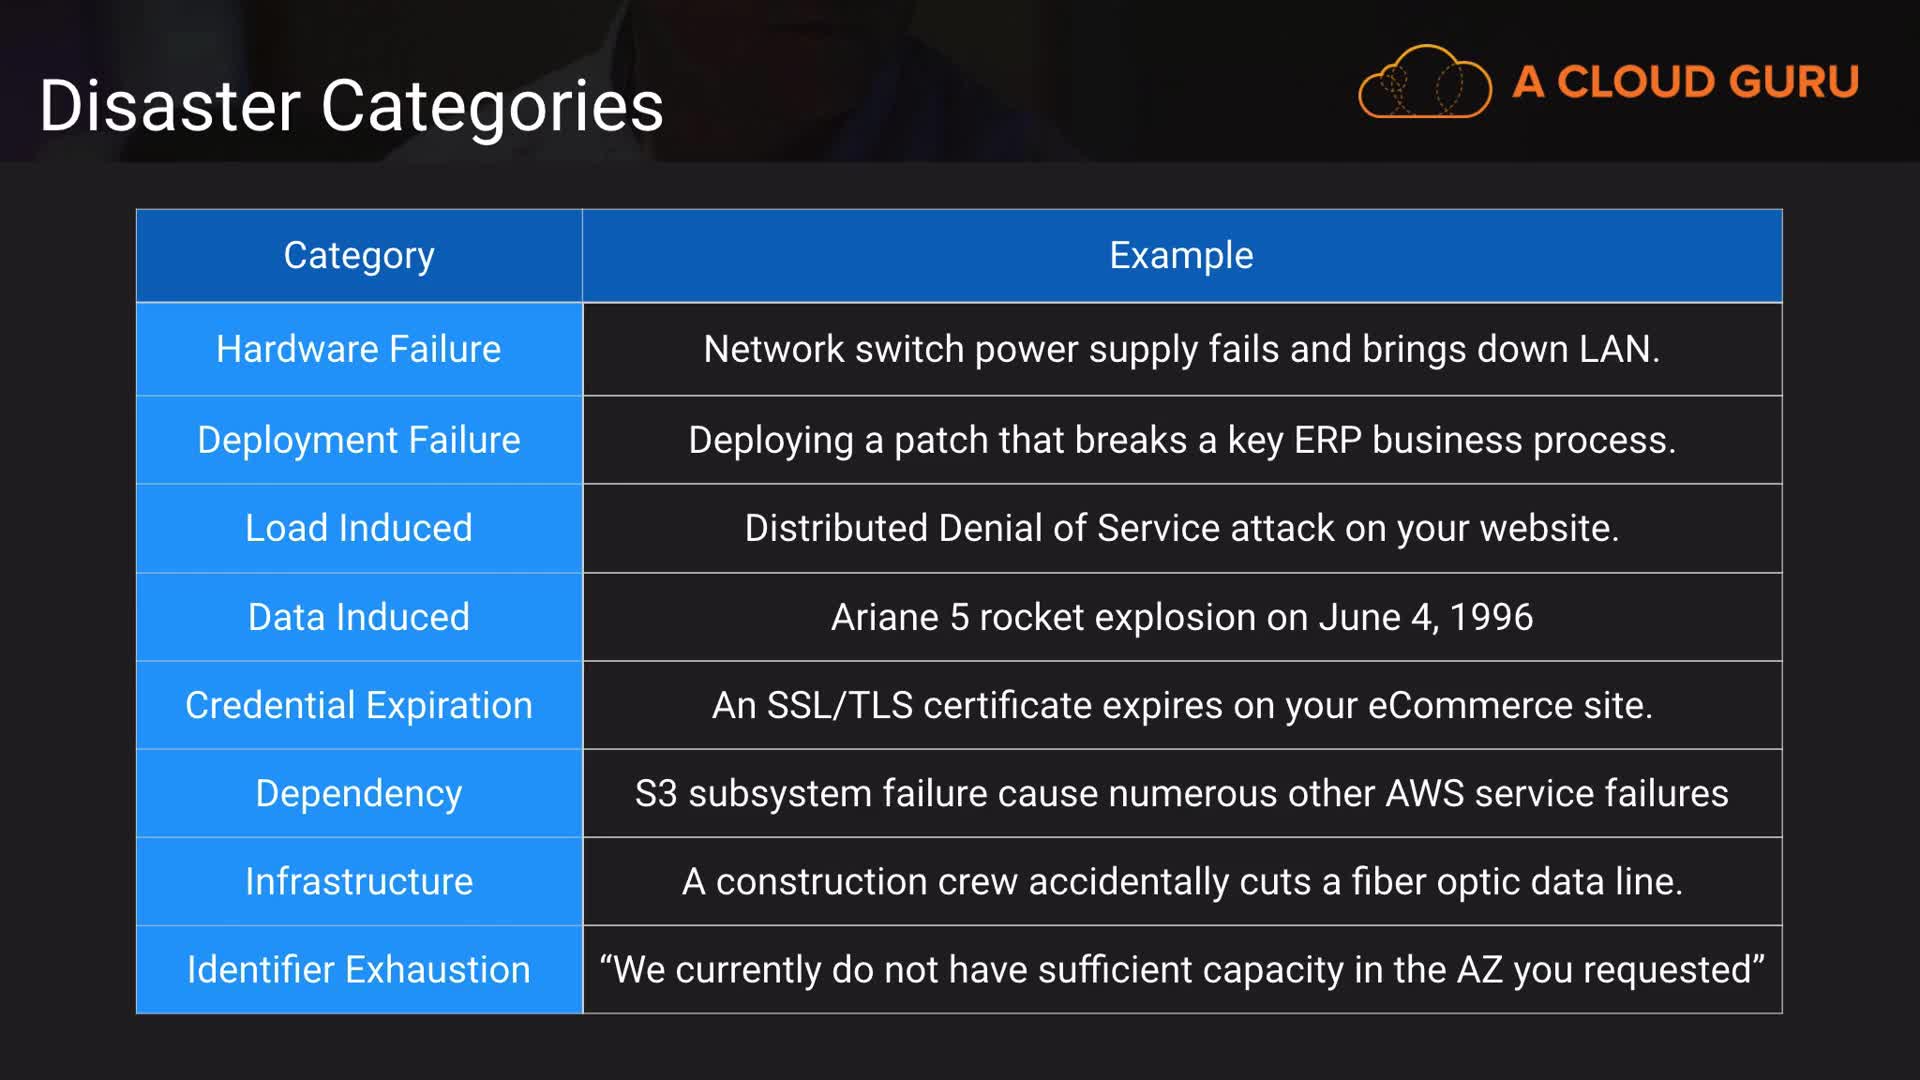 Disaster Categories
A CLOUD GURU
Category
Example
Hardware Failure
Network switch power supply fails and brings down LAN.
Deployment Failure
Deploying a patch that breaks a key ERP business process.
Load Induced
Distributed Denial of Service attack on your website.
Data Induced
Ariane 5 rocket explosion on June 4, 1996
Credential Expiration
An SSL/TLS certificate expires on your eCommerce site.
Dependency
S3 subsystem failure cause numerous other AWS service failures
Infrastructure
A construction crew accidentally cuts a fiber optic data line.
Identifier Exhaustion
“We currently do not have sufficient capacity in the AZ you requested”